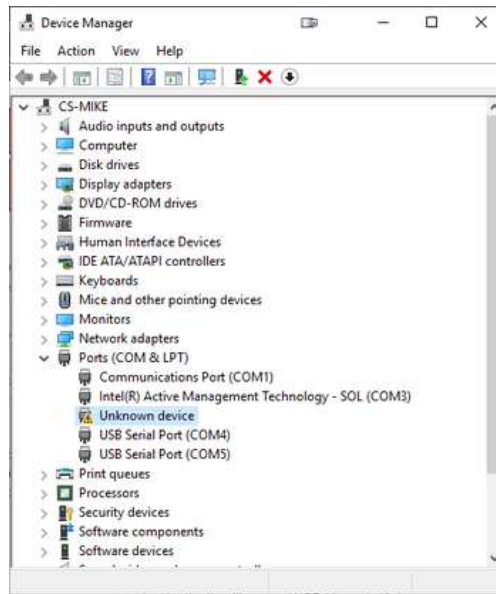 Device Manager
File Action View Help
CS-MIKE
Audio inputs and outputs
Computer
Disk drives
Display adapters
DVD/CD-ROM drives
Firmware
Human Interface Devices
IDE ATA/ATAPI controllers
Keyboards
Mice and other pointing devices
Monitors
Network adapters
Ports (COM & LPT)
Communications Port (COM1)
Intel(R) Active Management Technology - SOL (COM3)
Unknown device
USB Serial Port (COM4)
USB Serial Port (COM5)
Print queues
Processors
Security devices
Software components
Software devices